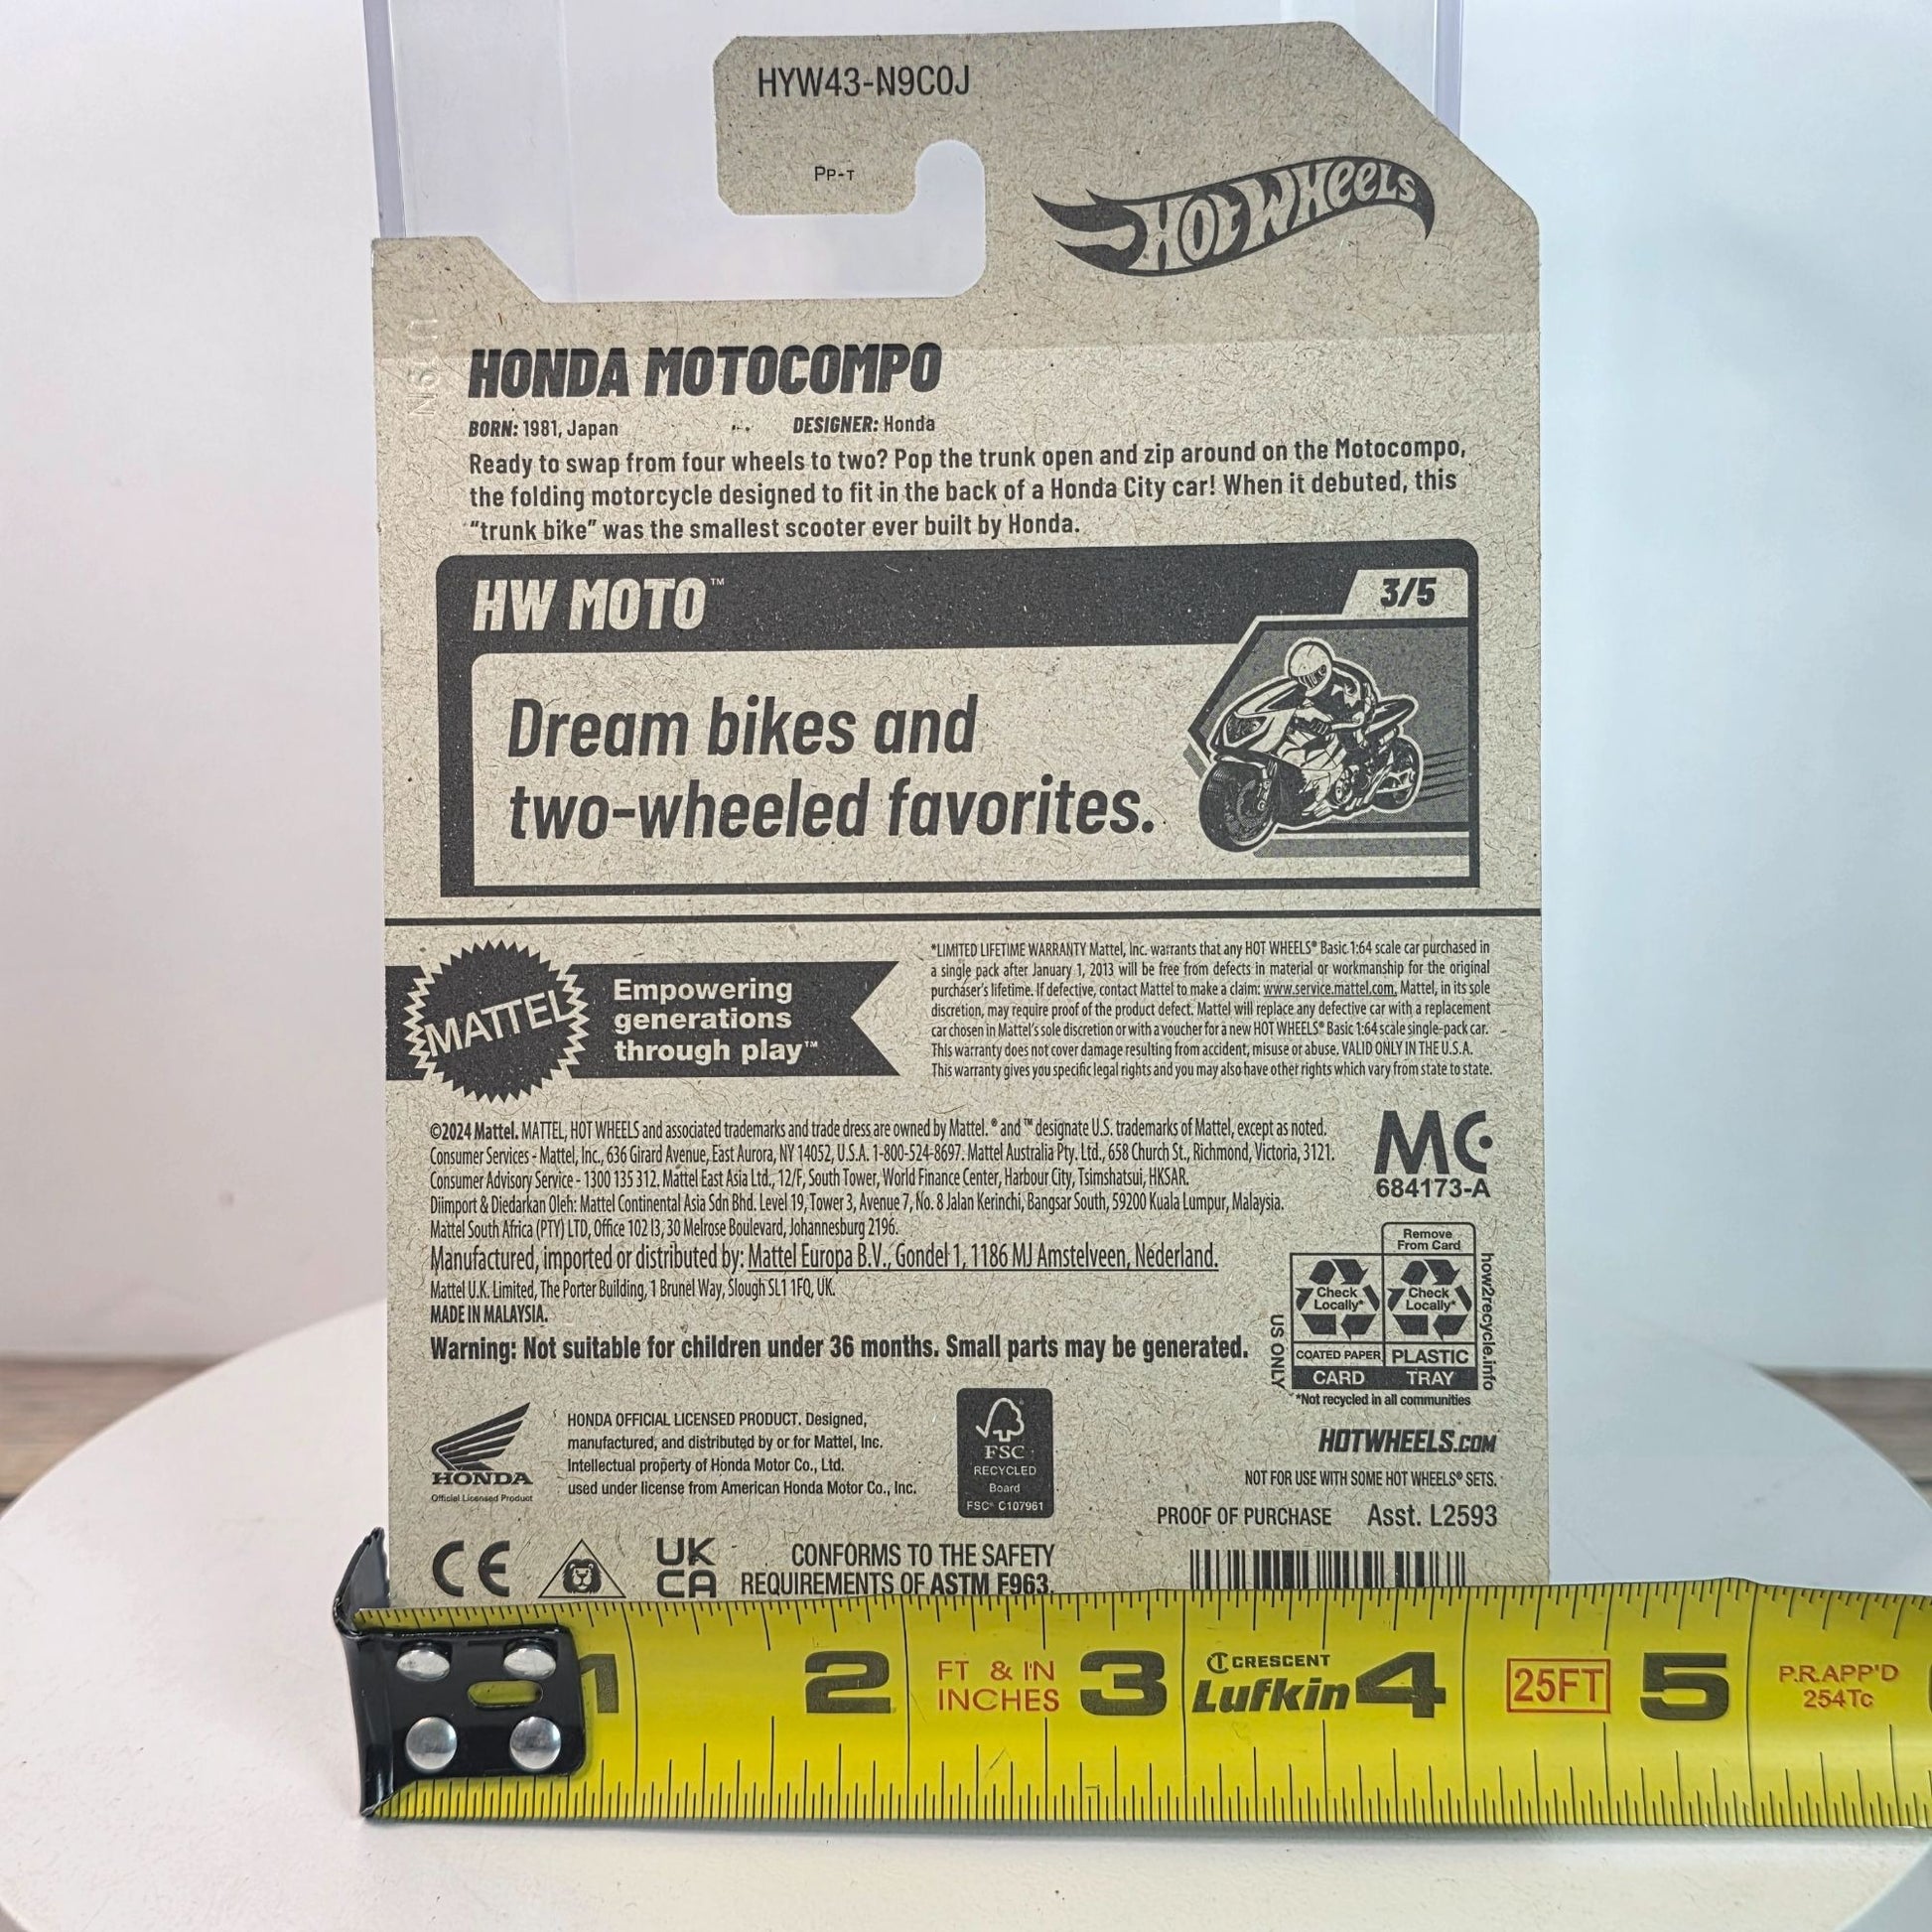 HYW43-N9C0J
PP-T
HOT WHEELS
HONDA MOTOCOMPO
BORN: 1981, Japan DESIGNER: Honda
Ready to swap from four wheels to two? Pop the trunk open and zip around on the Motocompo,
the folding motorcycle designed to fit in the back of a Honda City car! When it debuted, this
“trunk bike” was the smallest scooter ever built by Honda.
HW MOTO™
3/5
Dream bikes and
two-wheeled favorites.
MATTEL
Empowering
generations
through play™
*LIMITED LIFETIME WARRANTY Mattel, Inc. warrants that any HOT WHEELS® Basic 1:64 scale car purchased in
a single pack after January 1, 2013 will be free from defects in material or workmanship for the original
purchaser's lifetime. If defective, contact Mattel to make a claim: www.service.mattel.com. Mattel, in its sole
discretion, may require proof of the product defect. Mattel will replace any defective car with a replacement
car chosen in Mattel's sole discretion or with a voucher for a new HOT WHEELS® Basic 1:64 scale single-pack car.
This warranty does not cover damage resulting from accident, misuse or abuse. VALID ONLY IN THE U.S.A.
This warranty gives you specific legal rights and you may also have other rights which vary from state to state.
©2024 Mattel. MATTEL, HOT WHEELS and associated trademarks and trade dress are owned by Mattel. ® and ™ designate U.S. trademarks of Mattel, except as noted.
Consumer Services - Mattel, Inc., 636 Girard Avenue, East Aurora, NY 14052, U.S.A. 1-800-524-8697. Mattel Australia Pty. Ltd., 658 Church St., Richmond, Victoria, 3121.
Consumer Advisory Service - 1300 135 312. Mattel East Asia Ltd., 12/F, South Tower, World Finance Center, Harbour City, Tsimshatsui, HKSAR.
Diimport & Diedarkan Oleh: Mattel Continental Asia Sdn Bhd. Level 19, Tower 3, Avenue 7, No. 8 Jalan Kerinchi, Bangsar South, 59200 Kuala Lumpur, Malaysia.
Mattel South Africa (PTY) LTD, Office 102 I3, 30 Melrose Boulevard, Johannesburg 2196.
Manufactured, imported or distributed by: Mattel Europa B.V., Gondel 1, 1186 MJ Amstelveen, Nederland.
Mattel U.K. Limited, The Porter Building, 1 Brunel Way, Slough SL1 1FQ, UK.
MADE IN MALAYSIA.
Warning: Not suitable for children under 36 months. Small parts may be generated.
MC
684173-A
Remove
From Card
Check
Locally*
Check
Locally*
COATED PAPER
PLASTIC
CARD
TRAY
US ONLY
how2recycle.info
*Not recycled in all communities
HONDA
Official Licensed Product
HONDA OFFICIAL LICENSED PRODUCT. Designed,
manufactured, and distributed by or for Mattel, Inc.
Intellectual property of Honda Motor Co., Ltd.
used under license from American Honda Motor Co., Inc.
FSC
RECYCLED
Board
FSC® C107961
HOTWHEELS.COM
NOT FOR USE WITH SOME HOT WHEELS® SETS.
PROOF OF PURCHASE Asst. L2593
CE
UK
CA
CONFORMS TO THE SAFETY
REQUIREMENTS OF ASTM F963.
1 2 FT & IN INCHES 3 CRESCENT Lufkin 4 25FT 5 P.R.APP'D 254Tc